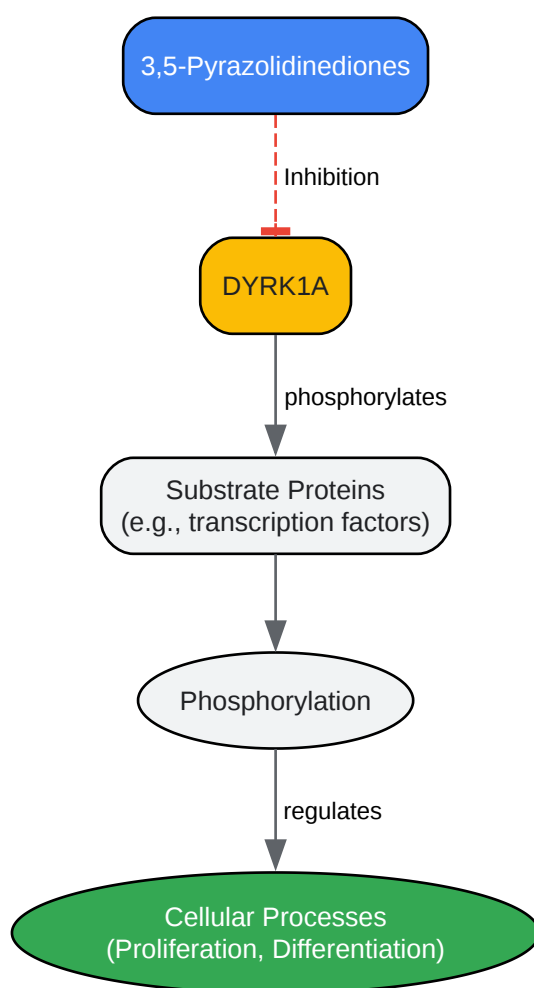 3,5-Pyrazolidinediones
Inhibition
DYRK1A
phosphorylates
Substrate Proteins
(e.g., transcription factors)
Phosphorylation
regulates
Cellular Processes
(Proliferation, Differentiation)